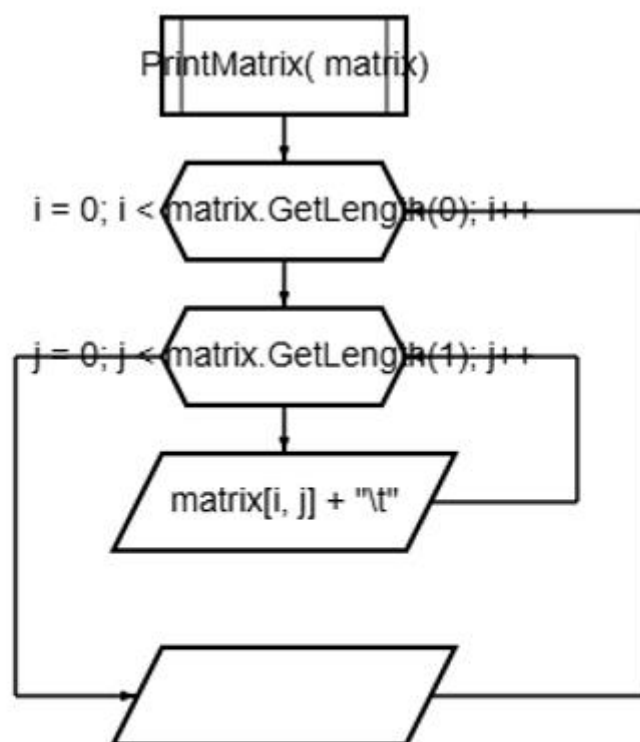 PrintMatrix( matrix)
i = 0; i < matrix.GetLength(0); i++
j = 0; j < matrix.GetLength(1); j++
matrix[i, j] + "\t"